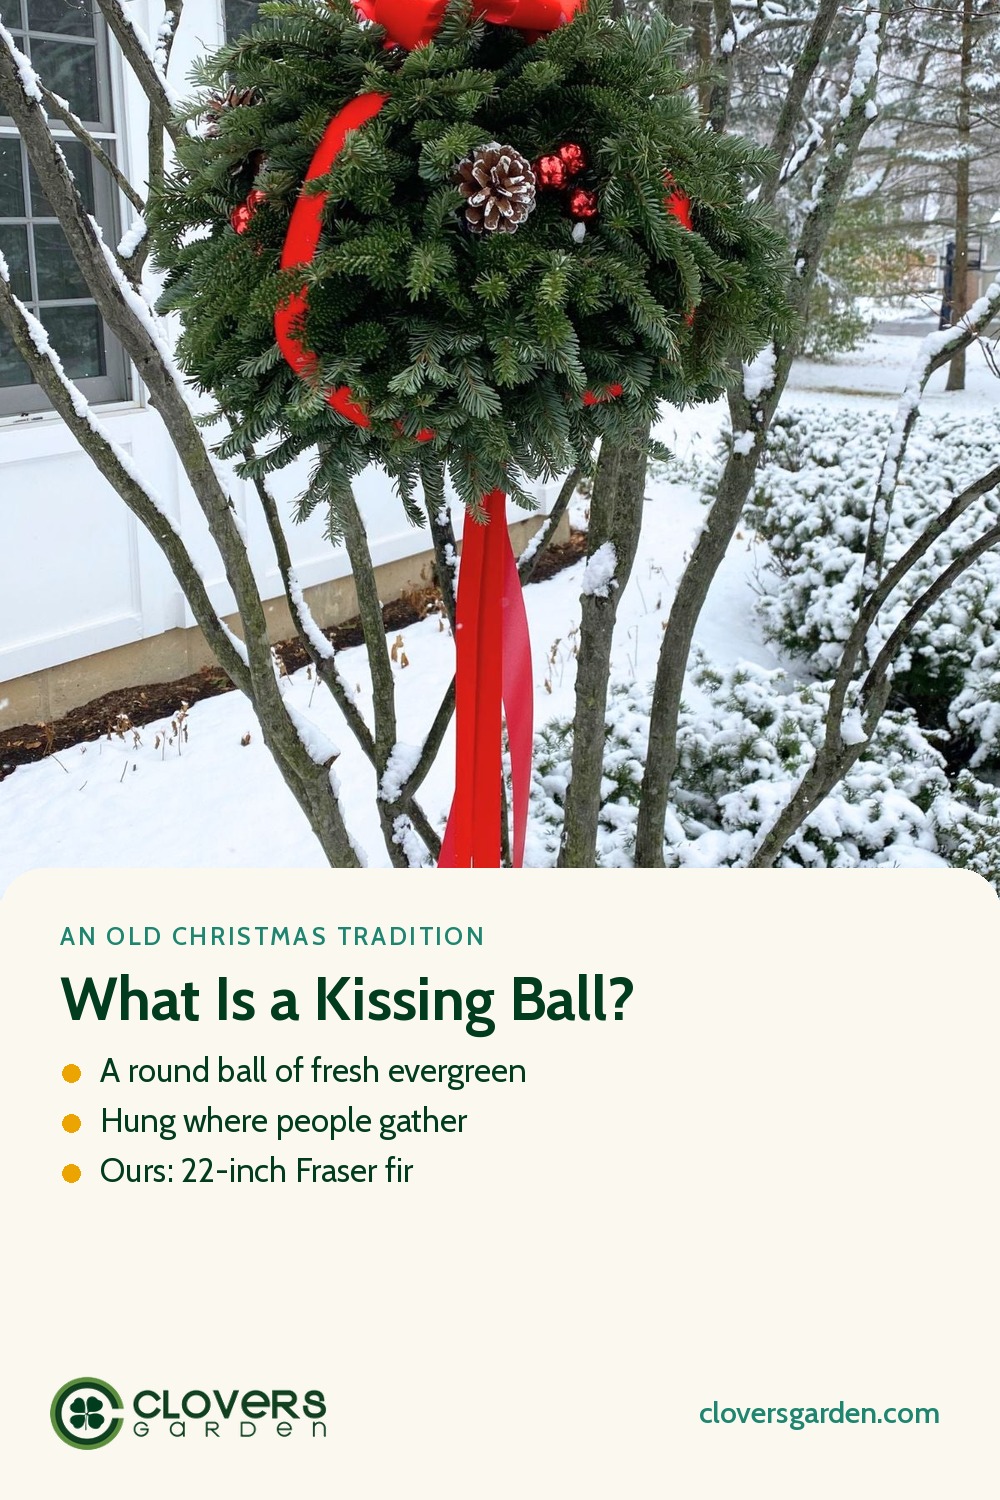 AN OLD CHRISTMAS TRADITION
What Is a Kissing Ball?
A round ball of fresh evergreen
Hung where people gather
Ours: 22-inch Fraser fir
CLOVERS
GARDEN
cloversgarden.com